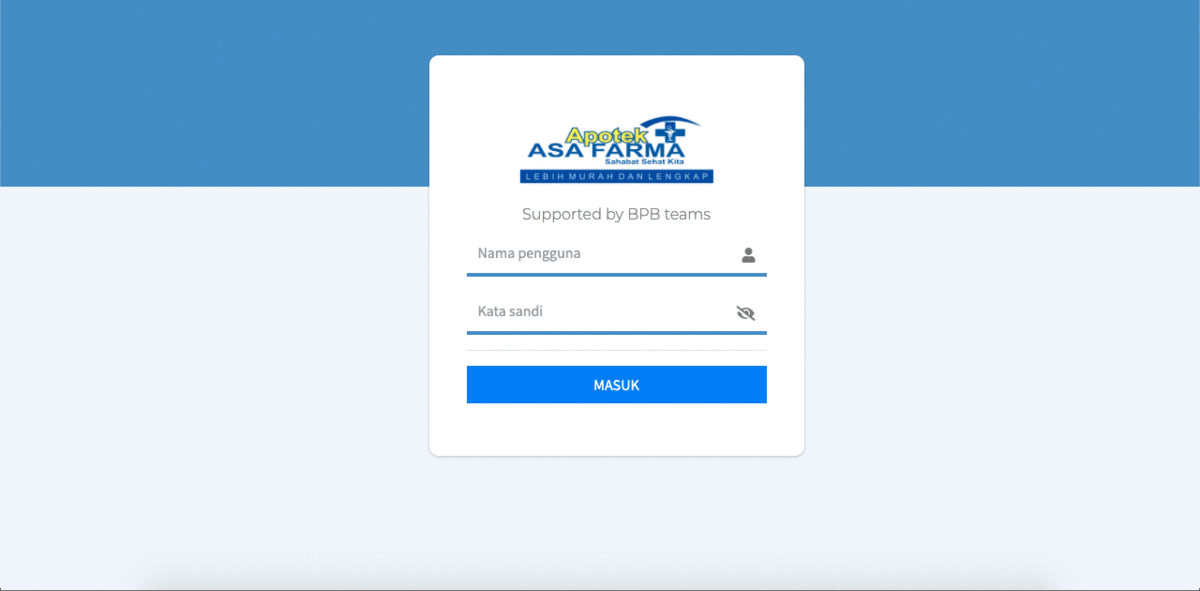 Apotek
ASA FARMA
Sahabat Sehat Kita
LEBIH MURAH DAN LENGKAP
Supported by BPB teams
Nama pengguna
Kata sandi
MASUK